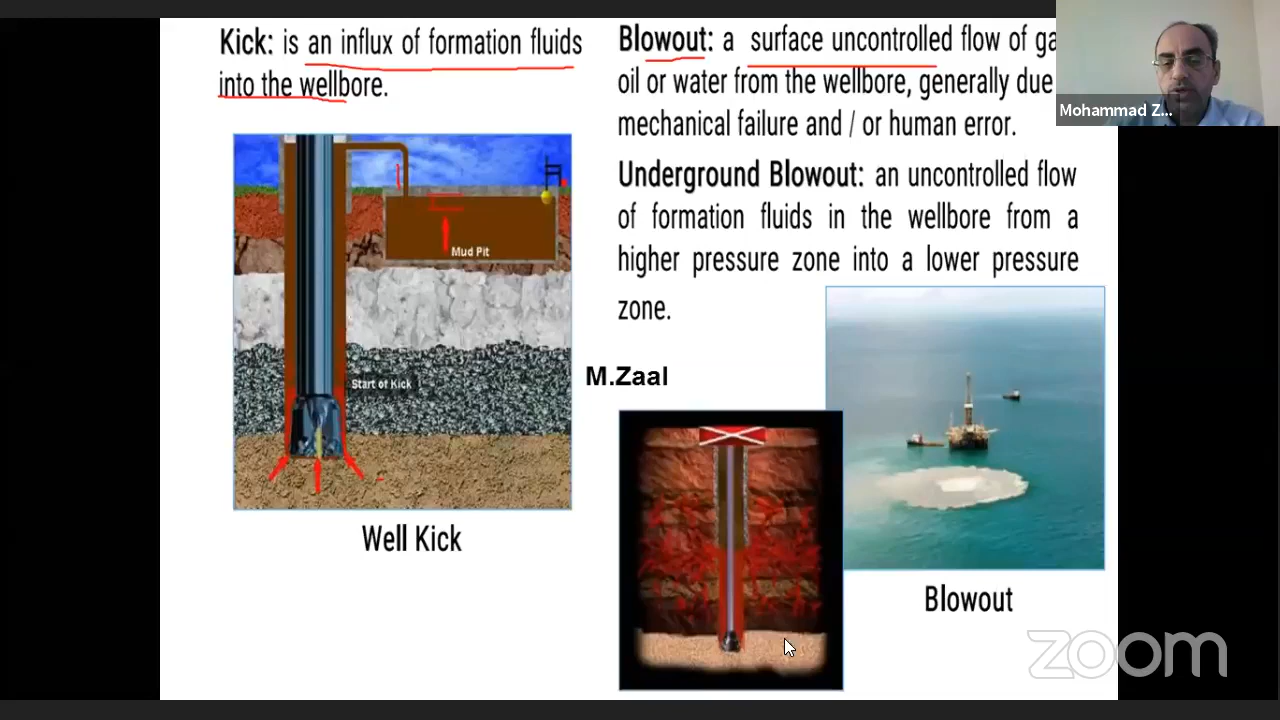 Kick: is an influx of formation fluids
into the wellbore.
Mud Pit
Start of Kick
Well Kick
Blowout: a surface uncontrolled flow of
oil or water from the wellbore, generally due
mechanical failure and / or human error.
Underground Blowout: an uncontrolled flow
of formation fluids in the wellbore from a
higher pressure zone into a lower pressure
zone.
M.Zaal
Blowout
Mohammad Z...
zoom